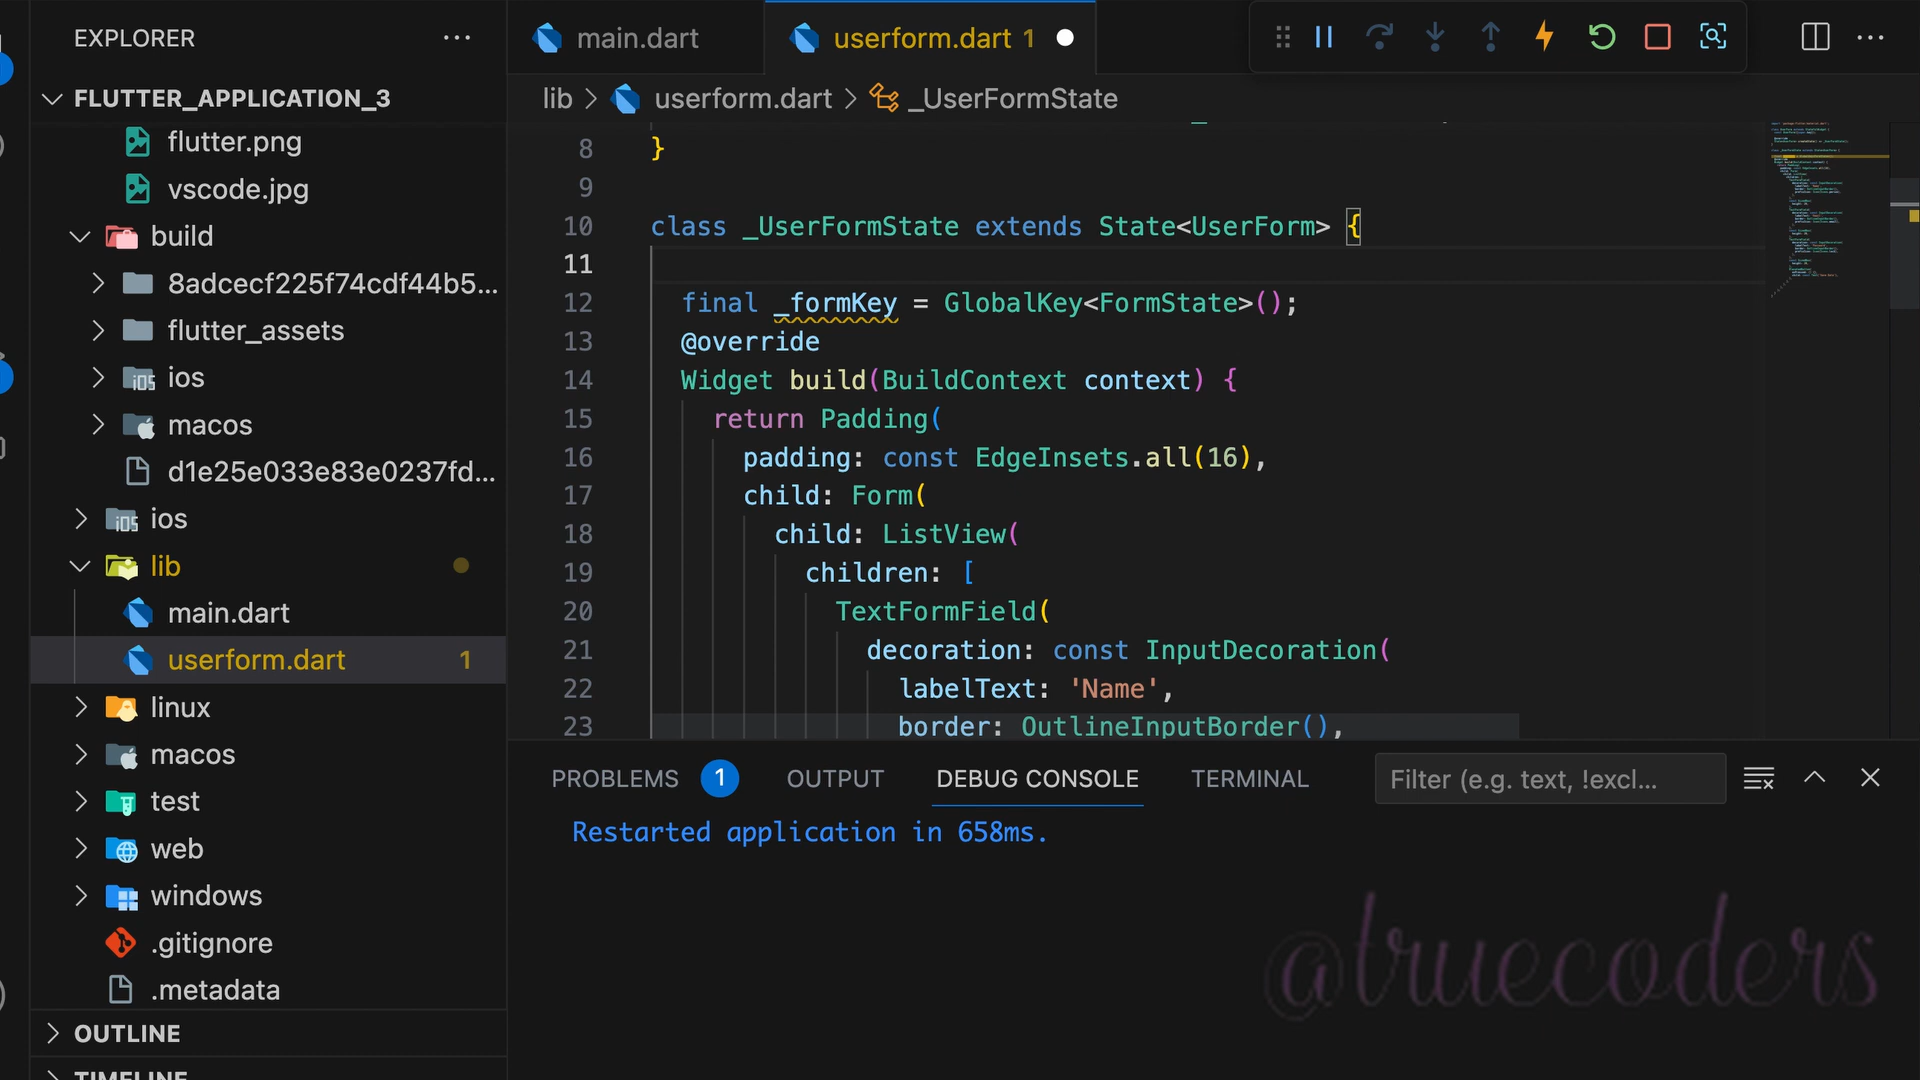 EXPLORER
FLUTTER_APPLICATION_3
flutter.png
vscode.jpg
build
8adcecf225f74cdf44b5...
flutter_assets
ios
macos
d1e25e033e83e0237fd...
ios
lib
main.dart
userform.dart 1
linux
macos
test
web
windows
.gitignore
.metadata
OUTLINE
TIMELINE
main.dart
userform.dart 1
lib > userform.dart > _UserFormState
8 }
9
10 class _UserFormState extends State<UserForm> {
11
12 final _formKey = GlobalKey<FormState>();
13 @override
14 Widget build(BuildContext context) {
15 return Padding(
16 padding: const EdgeInsets.all(16),
17 child: Form(
18 child: ListView(
19 children: [
20 TextFormField(
21 decoration: const InputDecoration(
22 labelText: 'Name',
23 border: OutlineInputBorder(),
PROBLEMS 1 OUTPUT DEBUG CONSOLE TERMINAL Filter (e.g. text, !excl...
Restarted application in 658ms.
@truecoders